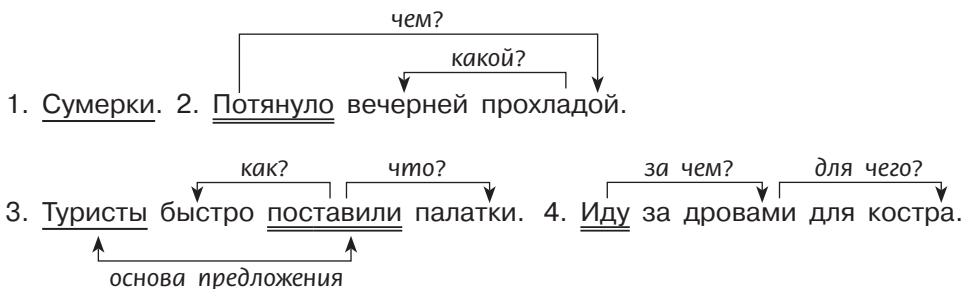 чем?
какой?
1. Сумерки. 2. Потянуло вечерней прохладой.
как? что? за чем? для чего?
3. Туристы быстро поставили палатки. 4. Иду за дровами для костра.
основа предложения